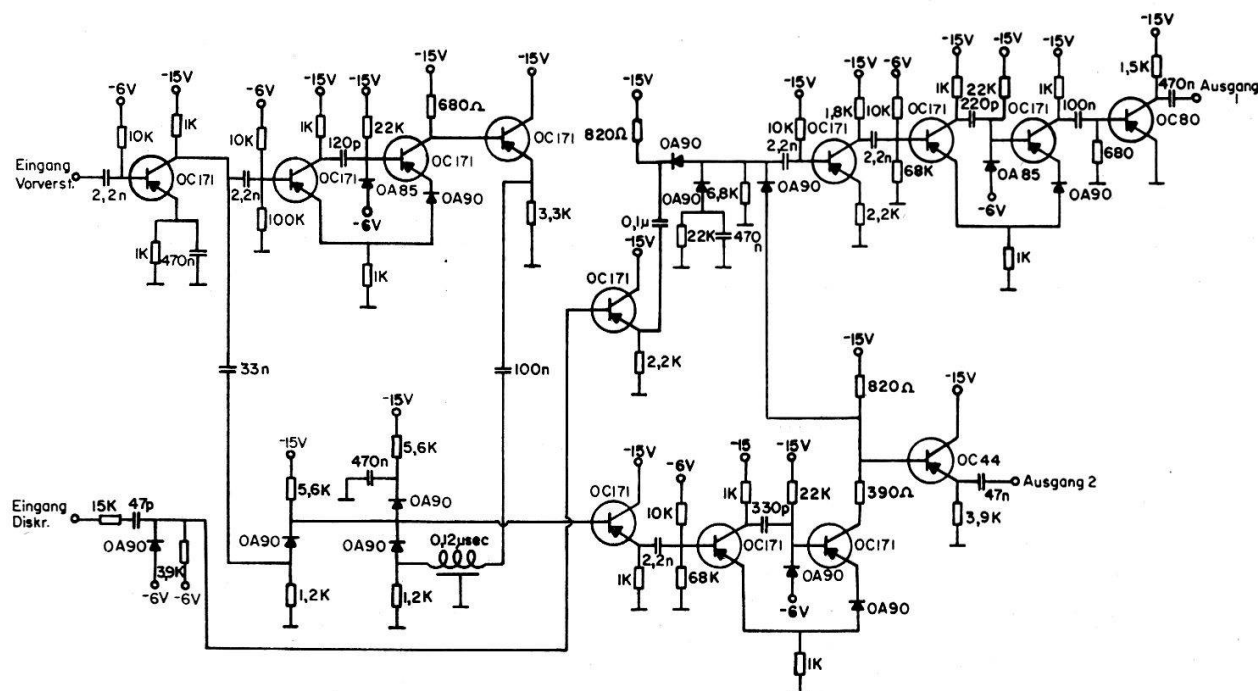 -15V
-15V
-15V
-15V
-15V
-15V
-15V
1,5K
470n
Ausgang
1
OC80
-6V
-15V
-6V
-15V
-15V
680Ω
-15V
-15V
-15V
-6V
1K
22K
220p
OC171
1K
100n
10K
1K
10K
1K
22K
120p
820Ω
OA90
10K
OC171
2,2n
1,8K
10K
OC171
2,2n
68K
OA85
-6V
OA90
680
Eingang
Vorverst.
2,2n
OC171
2,2n
OC171
OA85
-6V
OC171
OA90
OC171
3,3K
OA90
6,8K
OA90
2,2K
100K
1K
470n
1K
0,1µ
22K
470
n
1K
-15V
OC171
2,2K
33n
100n
-15V
820Ω
-15V
-15V
-15V
5,6K
470n
5,6K
OA90
-15V
OC171
-6V
-15
-15V
1K
22K
330p
10K
390Ω
OC44
47n
Ausgang 2
3,9K
Eingang
Diskr.
15K
47p
OA90
3,9K
-6V
-6V
OA90
OA90
0,12µsec
1,2K
1,2K
1K
2,2n
68K
OC171
OA90
-6V
OC171
OA90
1K